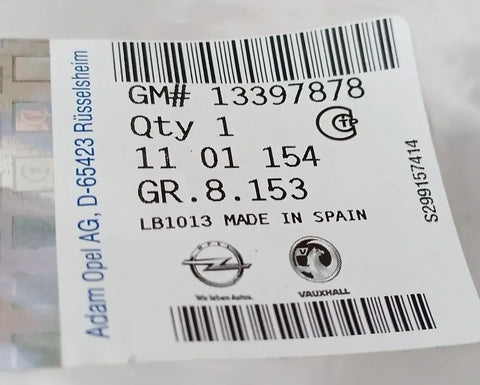 Adam Opel AG, D-65423 Rüsselsheim
GM# 13397878
Qty 1
11 01 154
GR.8.153
LB1013 MADE IN SPAIN
S299157414
OPEL
Wir leben Autos.
VAUXHALL